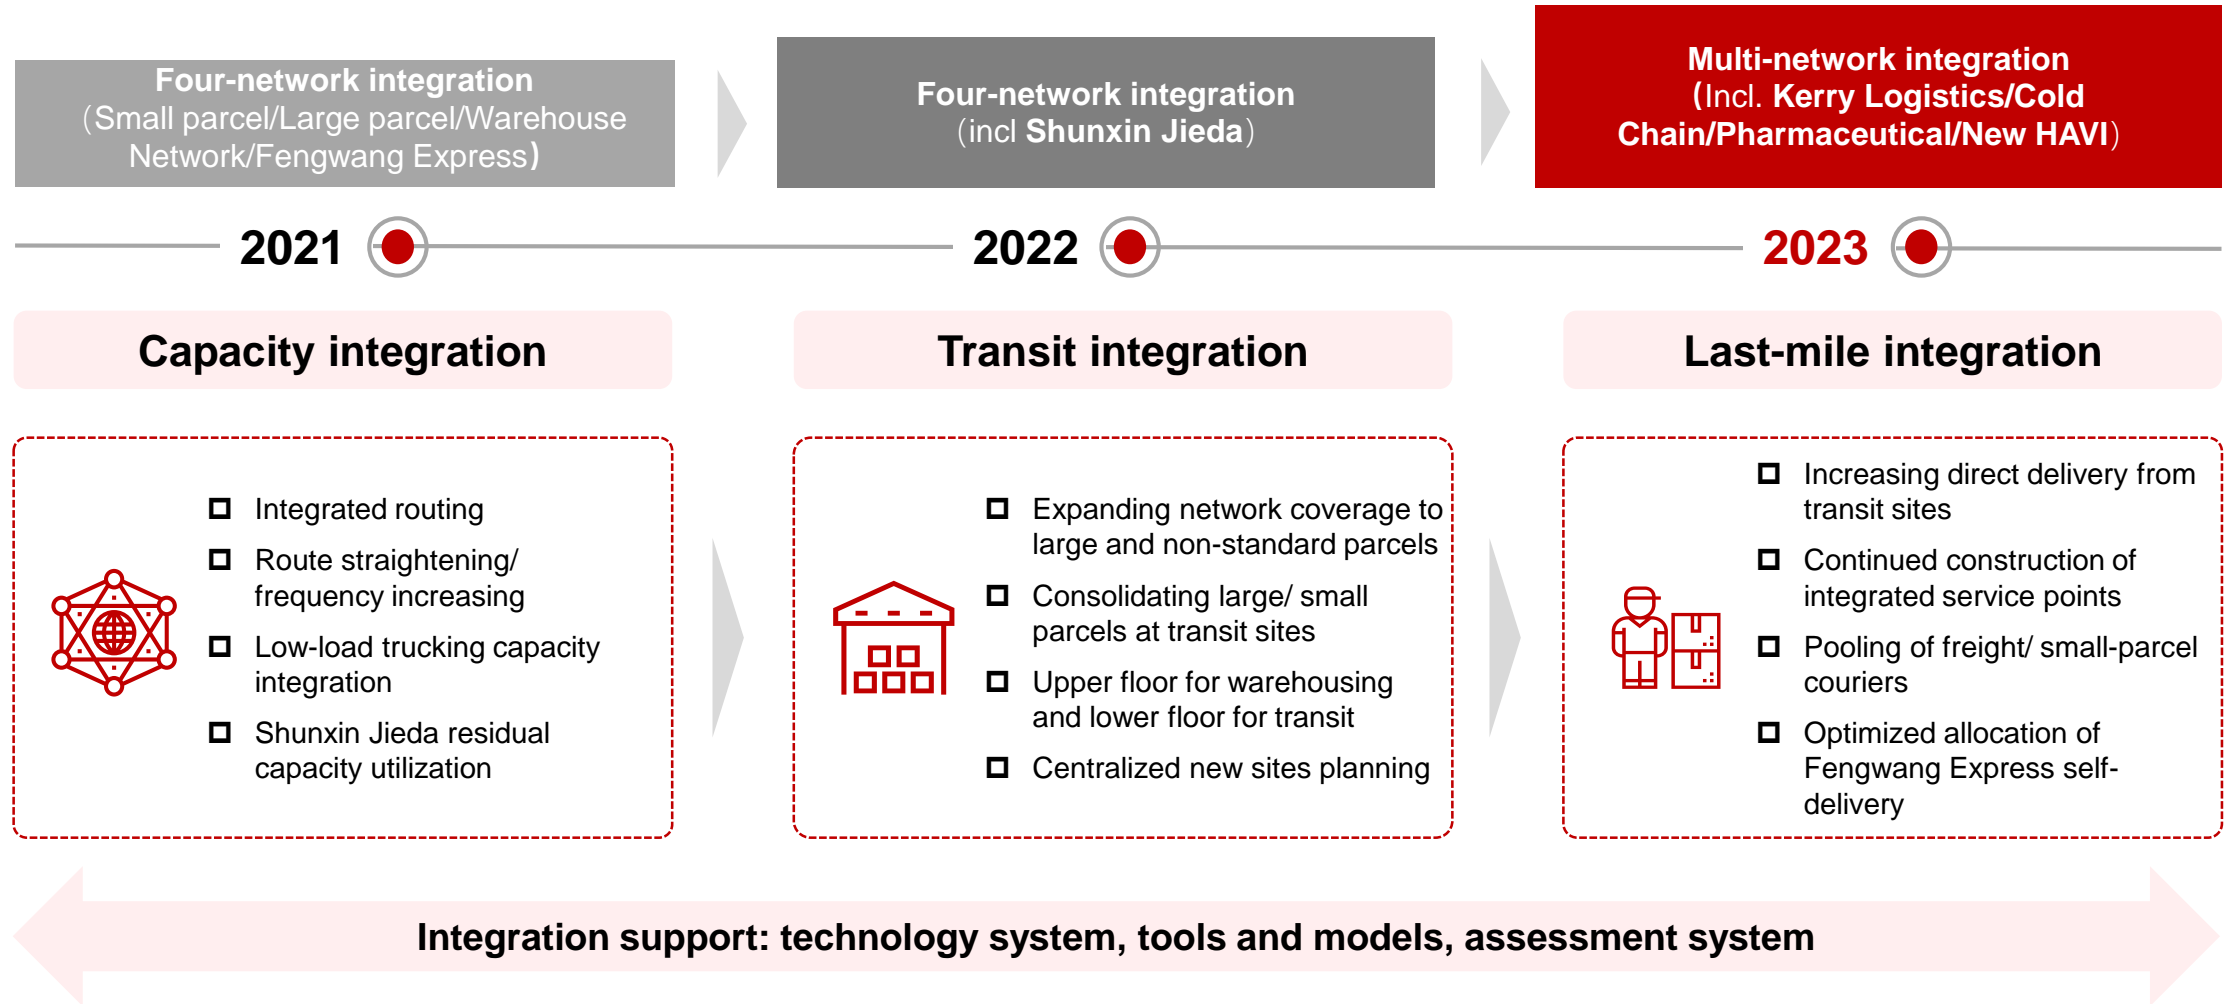 Four-network integration
（Small parcel/Large parcel/Warehouse
Network/Fengwang Express)
Four-network integration
（incl Shunxin Jieda）
Multi-network integration
(Incl. Kerry Logistics/Cold
Chain/Pharmaceutical/New HAVI）
2021
2022
2023
Capacity integration
Transit integration
Last-mile integration
Integrated routing
Route straightening/
frequency increasing
Low-load trucking capacity
integration
Shunxin Jieda residual
capacity utilization
Expanding network coverage to
large and non-standard parcels
Consolidating large/ small
parcels at transit sites
Upper floor for warehousing
and lower floor for transit
Centralized new sites planning
Increasing direct delivery from
transit sites
Continued construction of
integrated service points
Pooling of freight/ small-parcel
couriers
Optimized allocation of
Fengwang Express self-
delivery
Integration support: technology system, tools and models, assessment system